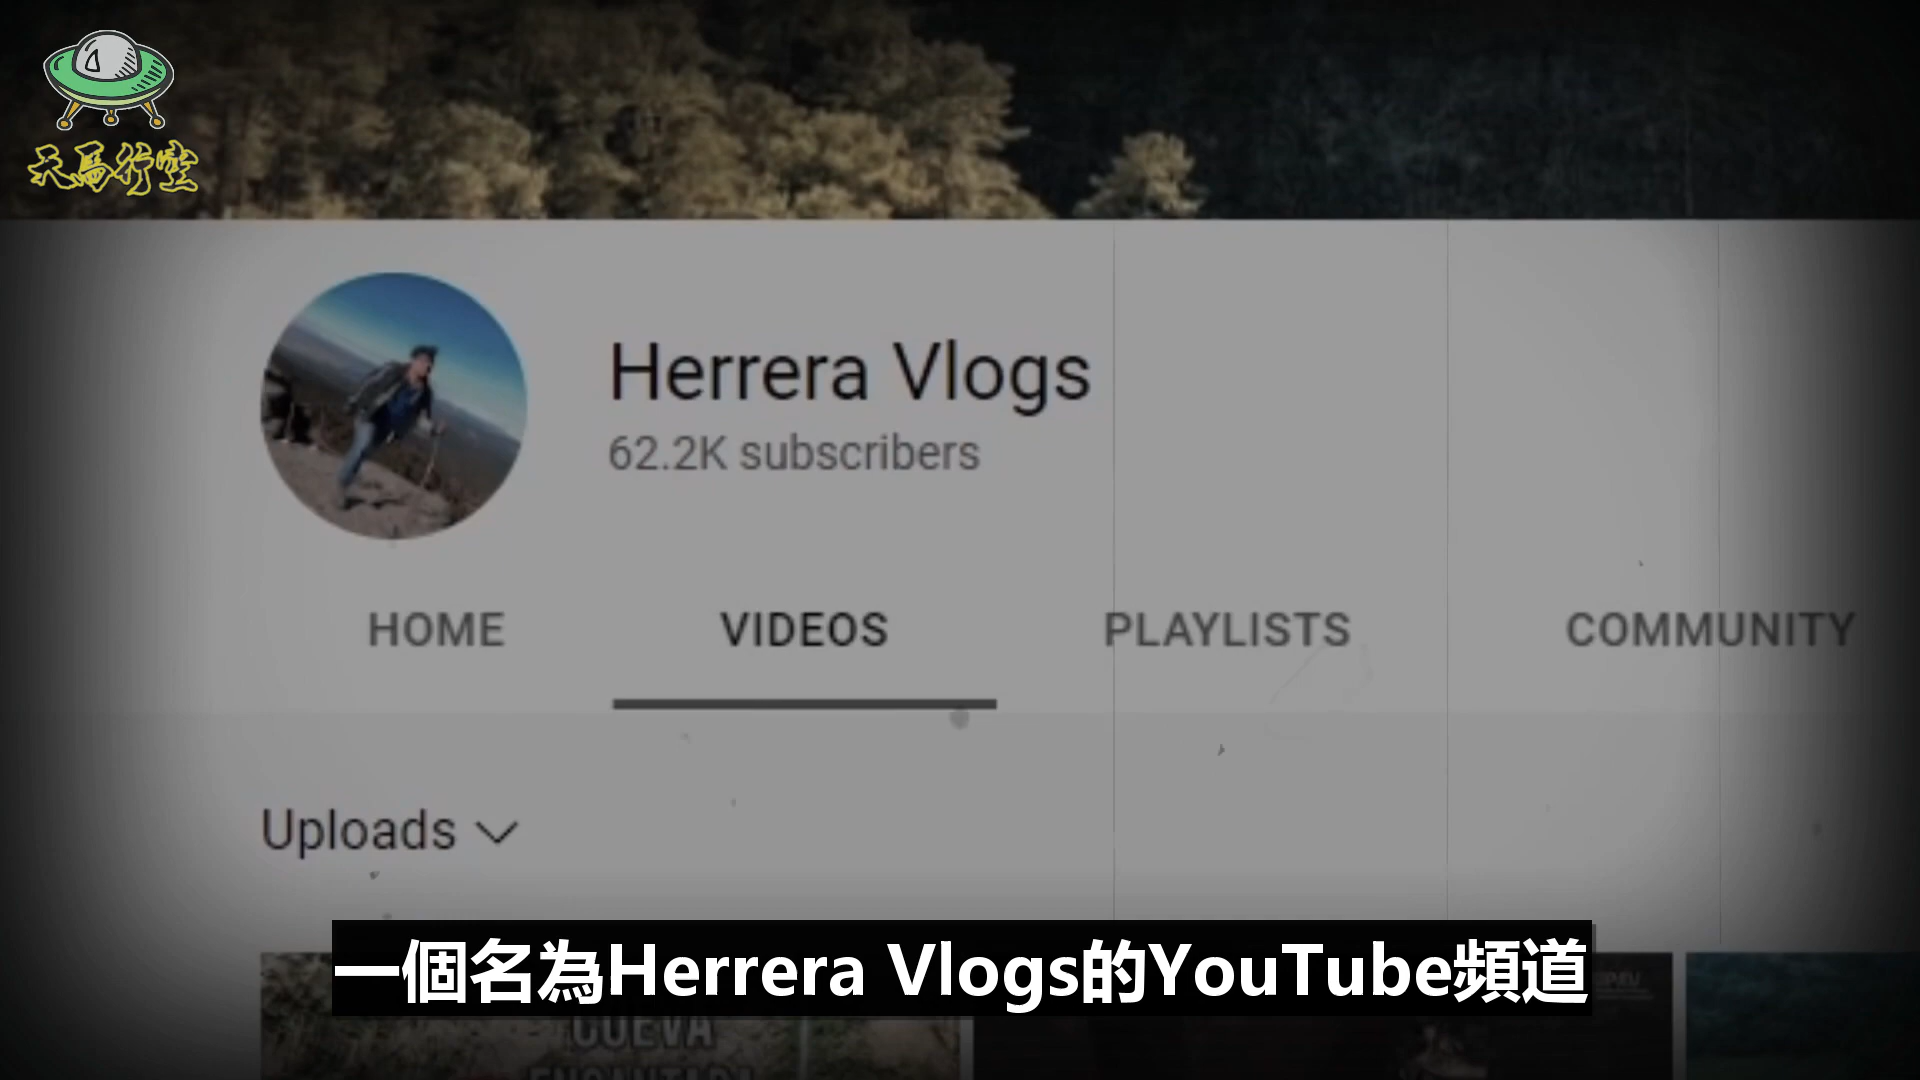 天馬行空
Herrera Vlogs
62.2K subscribers
HOME VIDEOS PLAYLISTS COMMUNITY
Uploads
一個名為Herrera Vlogs的YouTube頻道
CUEVA
ENCANTADA